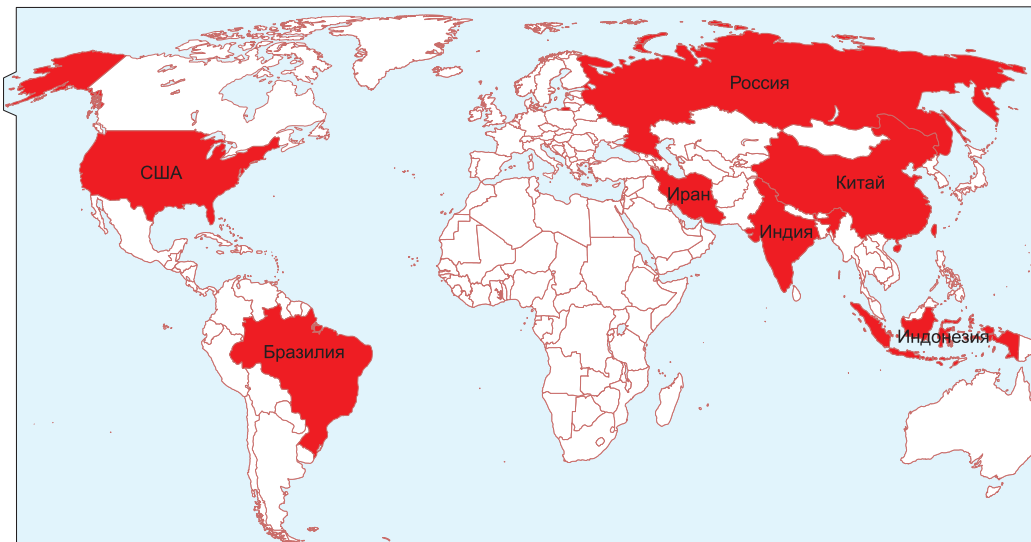 Россия
США
Китай
Иран
Индия
Индонезия
Бразилия